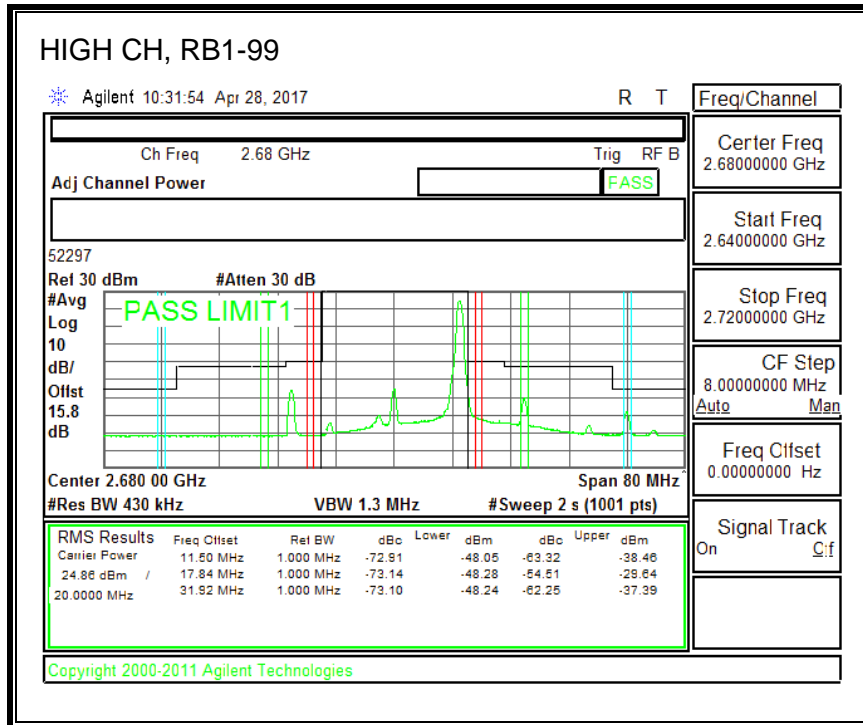 HIGH CH, RB1-99
Agilent 10:31:54 Apr 28, 2017 R T
Freq/Channel
Ch Freq 2.68 GHz Trig RF B
Adj Channel Power PASS
Center Freq
2.68000000 GHz
Start Freq
2.64000000 GHz
Stop Freq
2.72000000 GHz
CF Step
8.00000000 MHz
Auto Man
Freq Offset
0.00000000 Hz
Signal Track
On Off
52297
Ref 30 dBm #Atten 30 dB
#Avg
Log
10
dB/
Offst
15.8
dB
PASS LIMIT1
Center 2.680 00 GHz Span 80 MHz
#Res BW 430 kHz VBW 1.3 MHz #Sweep 2 s (1001 pts)
RMS Results Freq Offset Ref BW dBc Lower dBm dBc Upper dBm
Carrier Power 11.50 MHz 1.000 MHz -72.91 -48.05 -63.32 -38.46
24.86 dBm / 17.84 MHz 1.000 MHz -73.14 -48.28 -54.51 -29.64
20.0000 MHz 31.92 MHz 1.000 MHz -73.10 -48.24 -62.25 -37.39
Copyright 2000-2011 Agilent Technologies